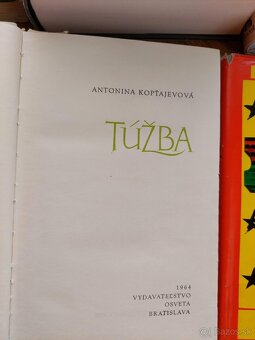 ANTONINA KOPŤAJEVOVÁ
TÚŽBA
1964
VYDAVATEĽSTVO
OSVETA
BRATISLAVA